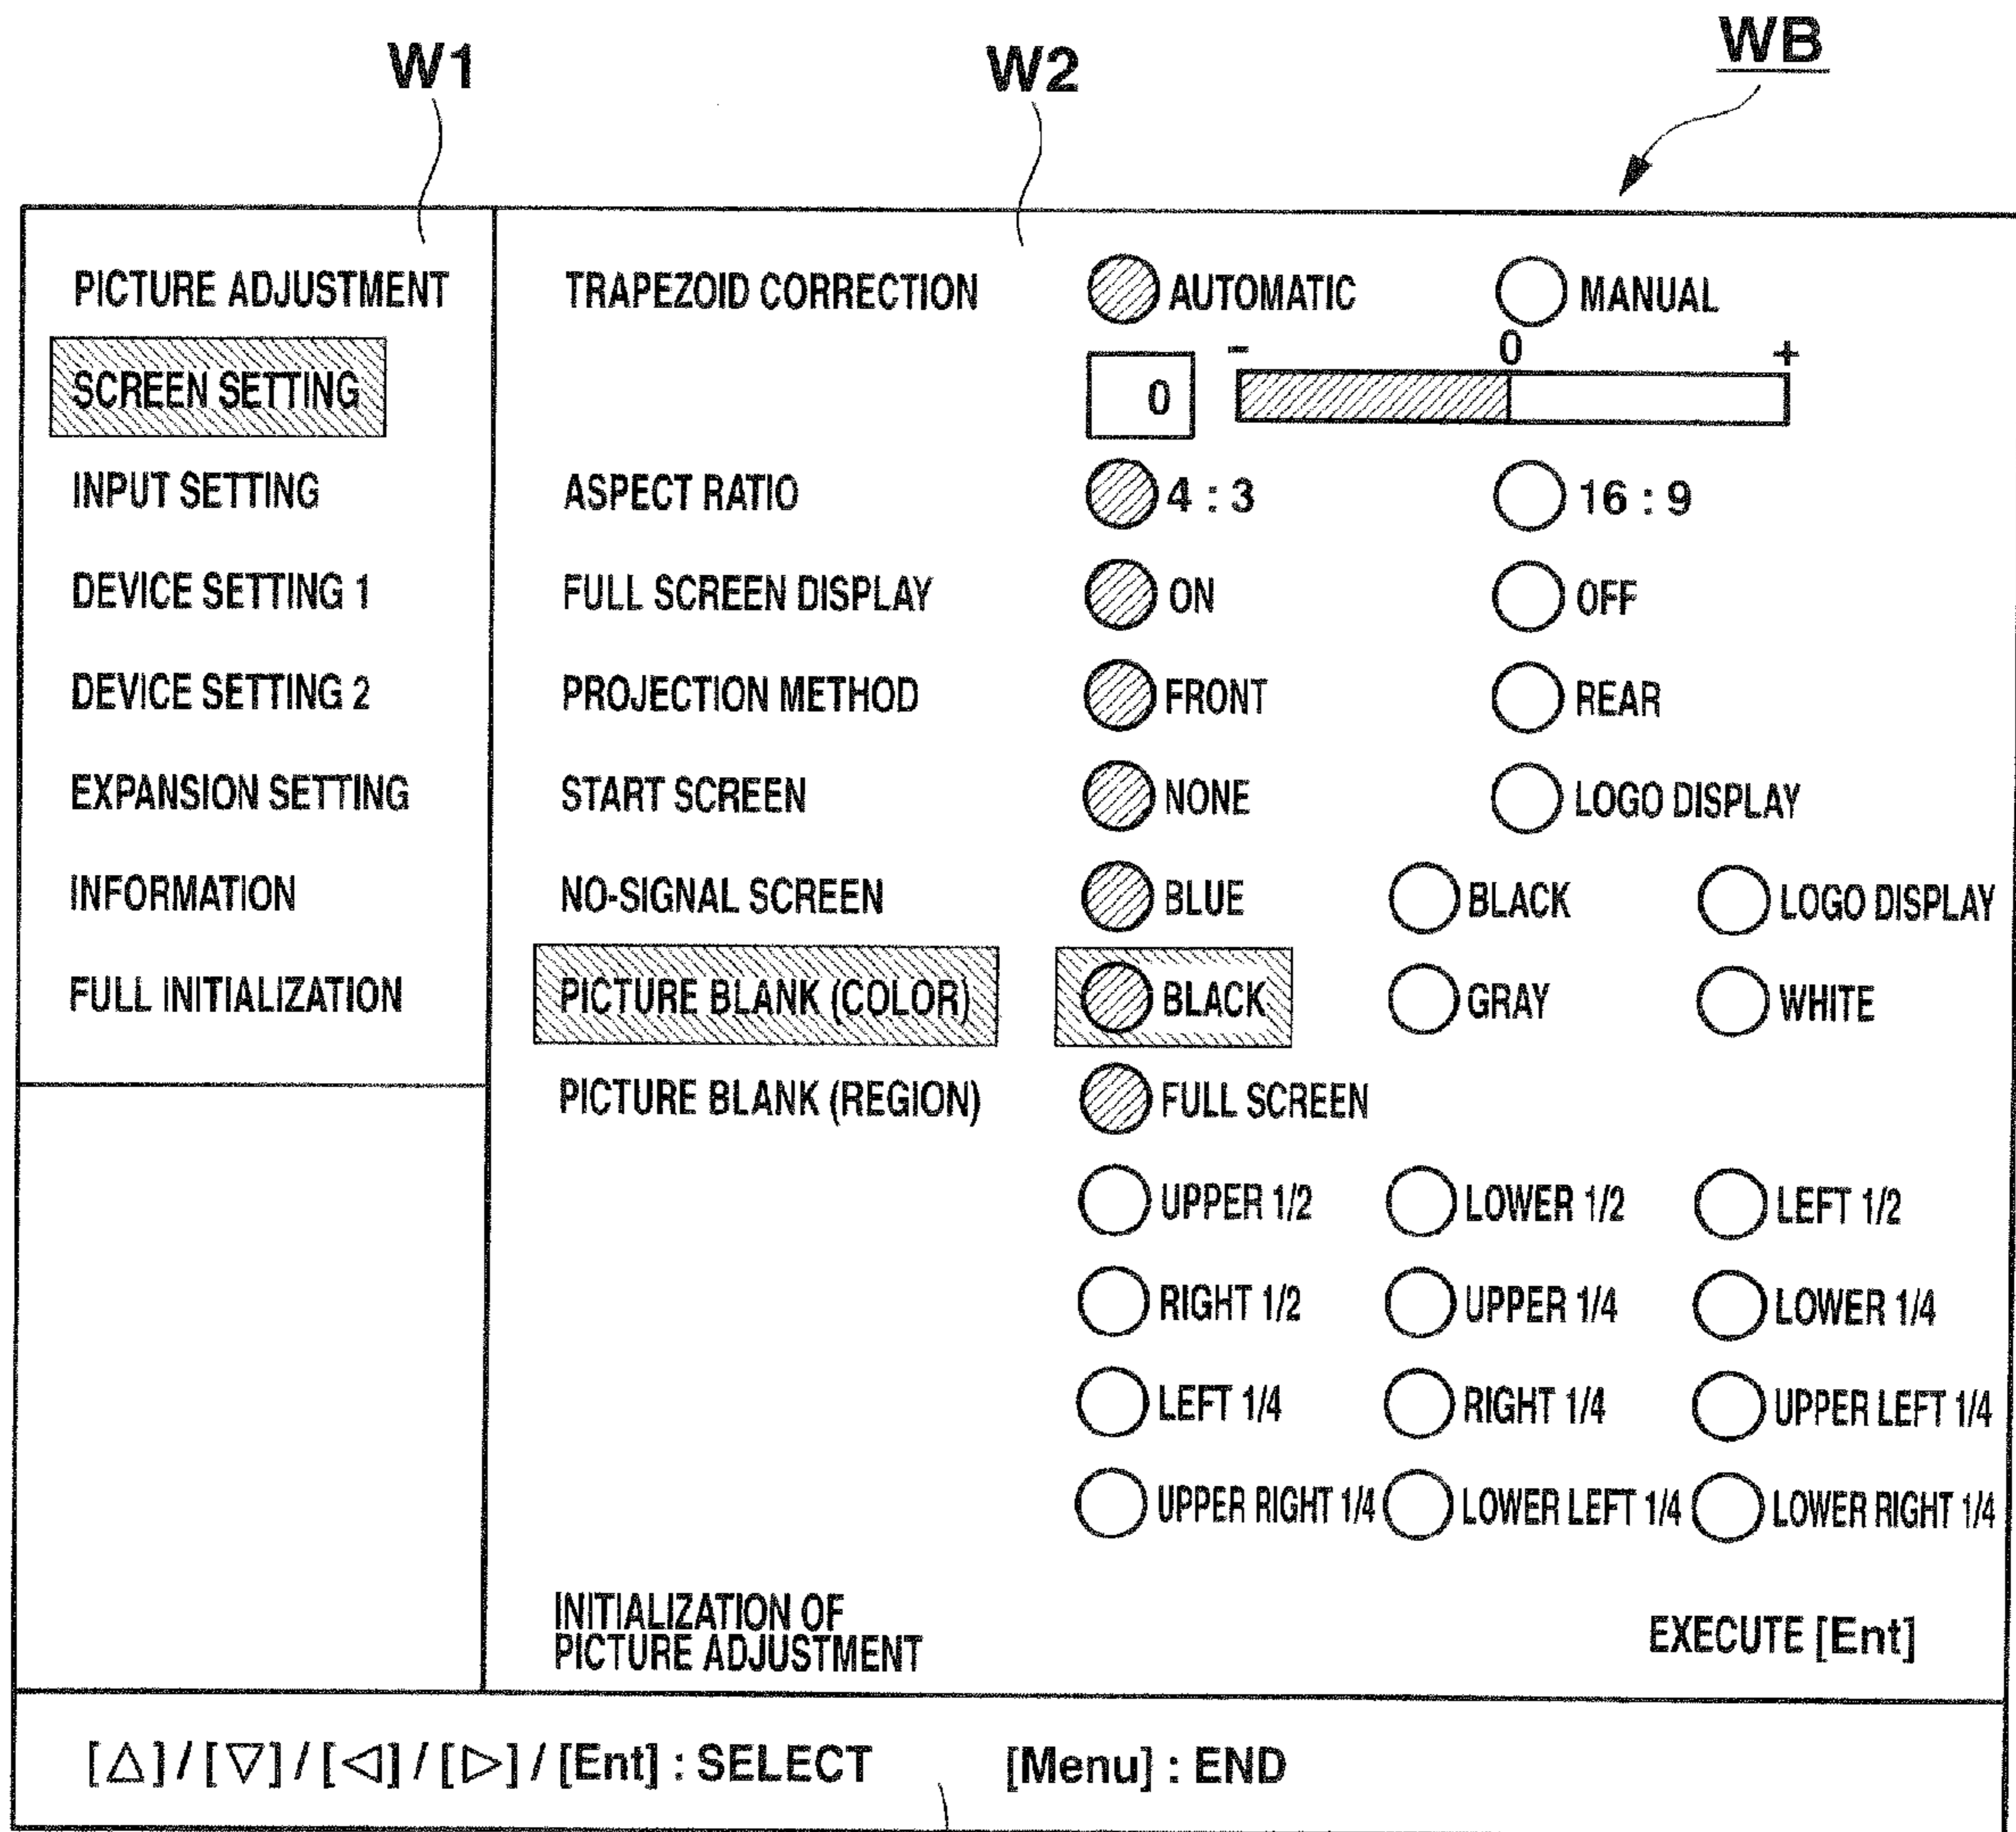 W1
W2
WB
PICTURE ADJUSTMENT
SCREEN SETTING
INPUT SETTING
DEVICE SETTING 1
DEVICE SETTING 2
EXPANSION SETTING
INFORMATION
FULL INITIALIZATION
TRAPEZOID CORRECTION AUTOMATIC MANUAL
0 - 0 +
ASPECT RATIO 4 : 3 16 : 9
FULL SCREEN DISPLAY ON OFF
PROJECTION METHOD FRONT REAR
START SCREEN NONE LOGO DISPLAY
NO-SIGNAL SCREEN BLUE BLACK LOGO DISPLAY
PICTURE BLANK (COLOR) BLACK GRAY WHITE
PICTURE BLANK (REGION) FULL SCREEN
UPPER 1/2 LOWER 1/2 LEFT 1/2
RIGHT 1/2 UPPER 1/4 LOWER 1/4
LEFT 1/4 RIGHT 1/4 UPPER LEFT 1/4
UPPER RIGHT 1/4 LOWER LEFT 1/4 LOWER RIGHT 1/4
INITIALIZATION OF
PICTURE ADJUSTMENT
EXECUTE [Ent]
[△] / [▽] / [◁] / [▷] / [Ent] : SELECT [Menu] : END